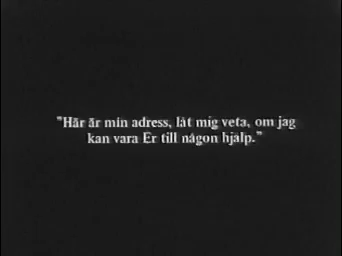 "Här är min adress, låt mig veta, om jag
kan vara Er till någon hjälp."